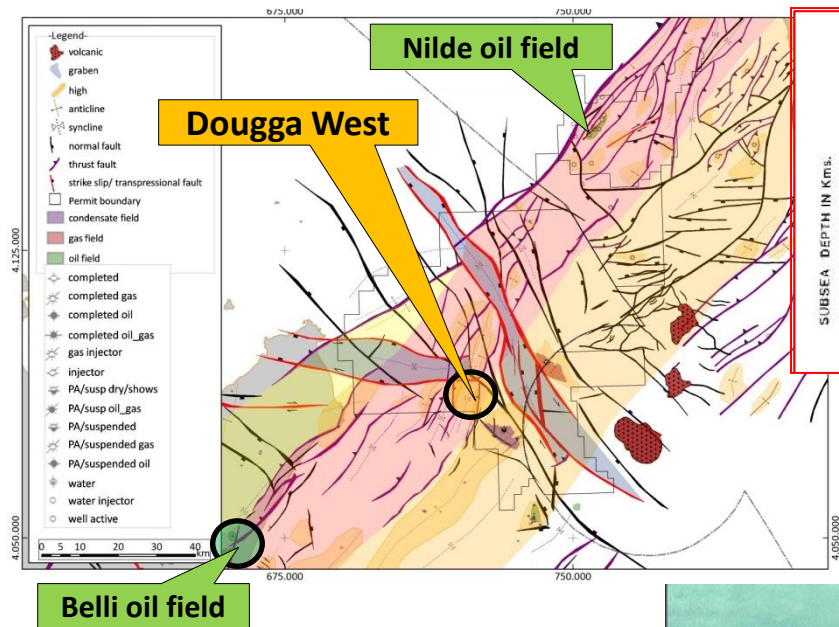 675.000
750.000
-Legend-
volcanic
graben
high
anticline
syncline
normal fault
thrust fault
strike slip/ transpressional fault
Permit boundary
condensate field
gas field
oil field
completed
completed gas
completed oil
completed oil_gas
gas injector
injector
PA/susp dry/shows
PA/susp oil_gas
PA/suspended
PA/suspended gas
PA/suspended oil
water
water injector
well active
0 5 10 20 30 40
km
Nilde oil field
Dougga West
4.125.000
4.125.000
SUBSEA DEPTH IN Kms.
4.050.000
4.050.000
675.000
750.000
Belli oil field